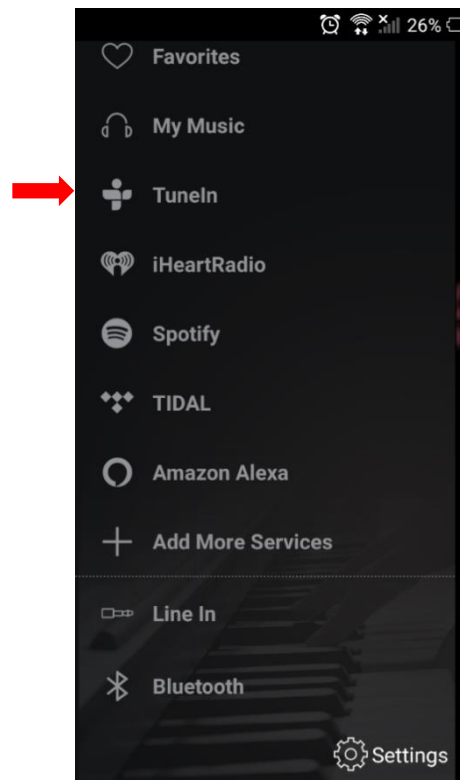 26%
Favorites
My Music
TuneIn
iHeartRadio
Spotify
TIDAL
Amazon Alexa
Add More Services
Line In
Bluetooth
Settings